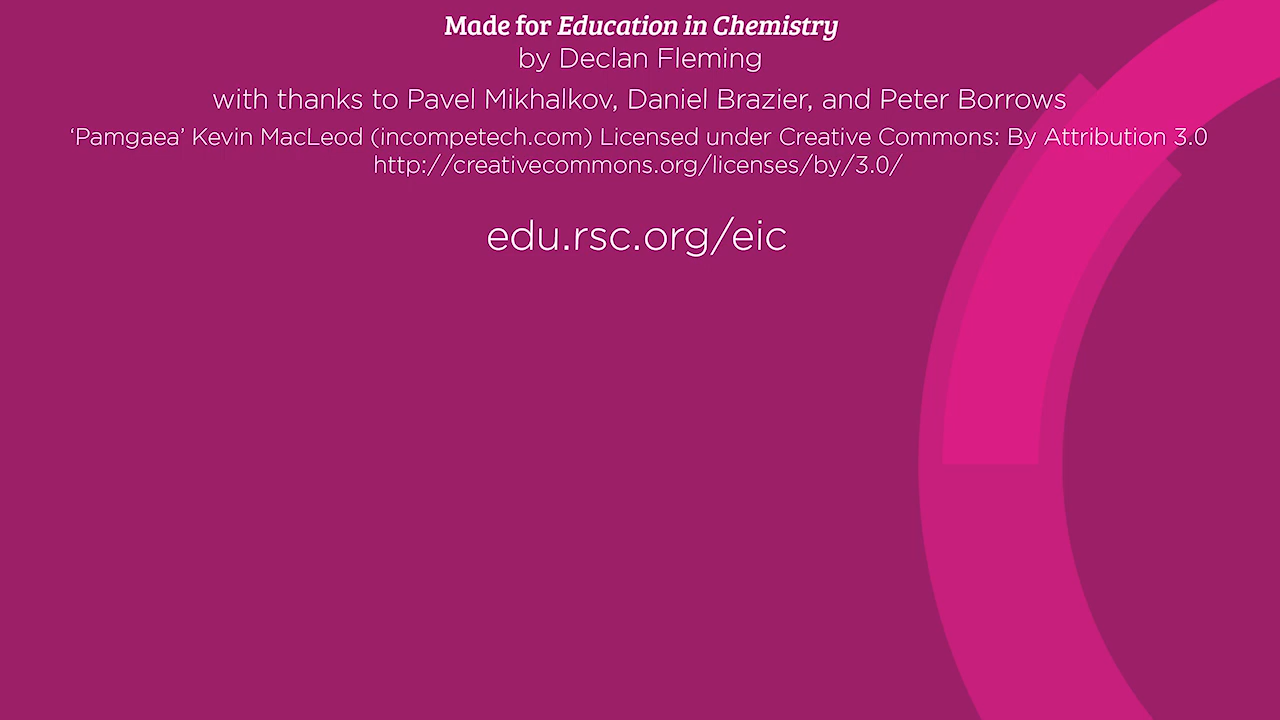 Made for Education in Chemistry
by Declan Fleming
with thanks to Pavel Mikhalkov, Daniel Brazier, and Peter Borrows
‘Pamgaea’ Kevin MacLeod (incompetech.com) Licensed under Creative Commons: By Attribution 3.0
http://creativecommons.org/licenses/by/3.0/
edu.rsc.org/eic